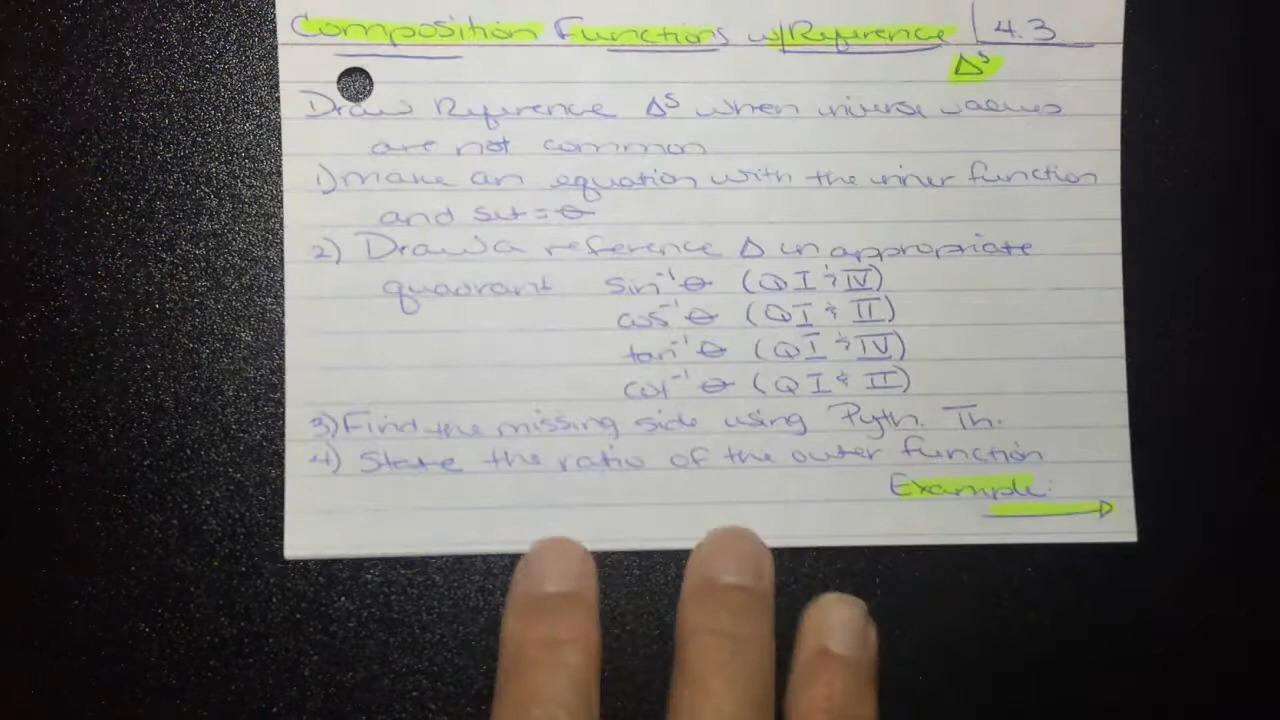 Composition Functions w/Reference 4.3
Δˢ
Draw Reference Δˢ when inverse values
are not common
1) make an equation with the inner function
and set = θ
2) Draw a reference Δ in appropriate
quadrant sin⁻¹θ (QI & IV)
cos⁻¹θ (QI & II)
tan⁻¹θ (QI & IV)
cot⁻¹θ (QI & II)
3) Find the missing side using Pyth. Th.
4) State the ratio of the outer function
Example: